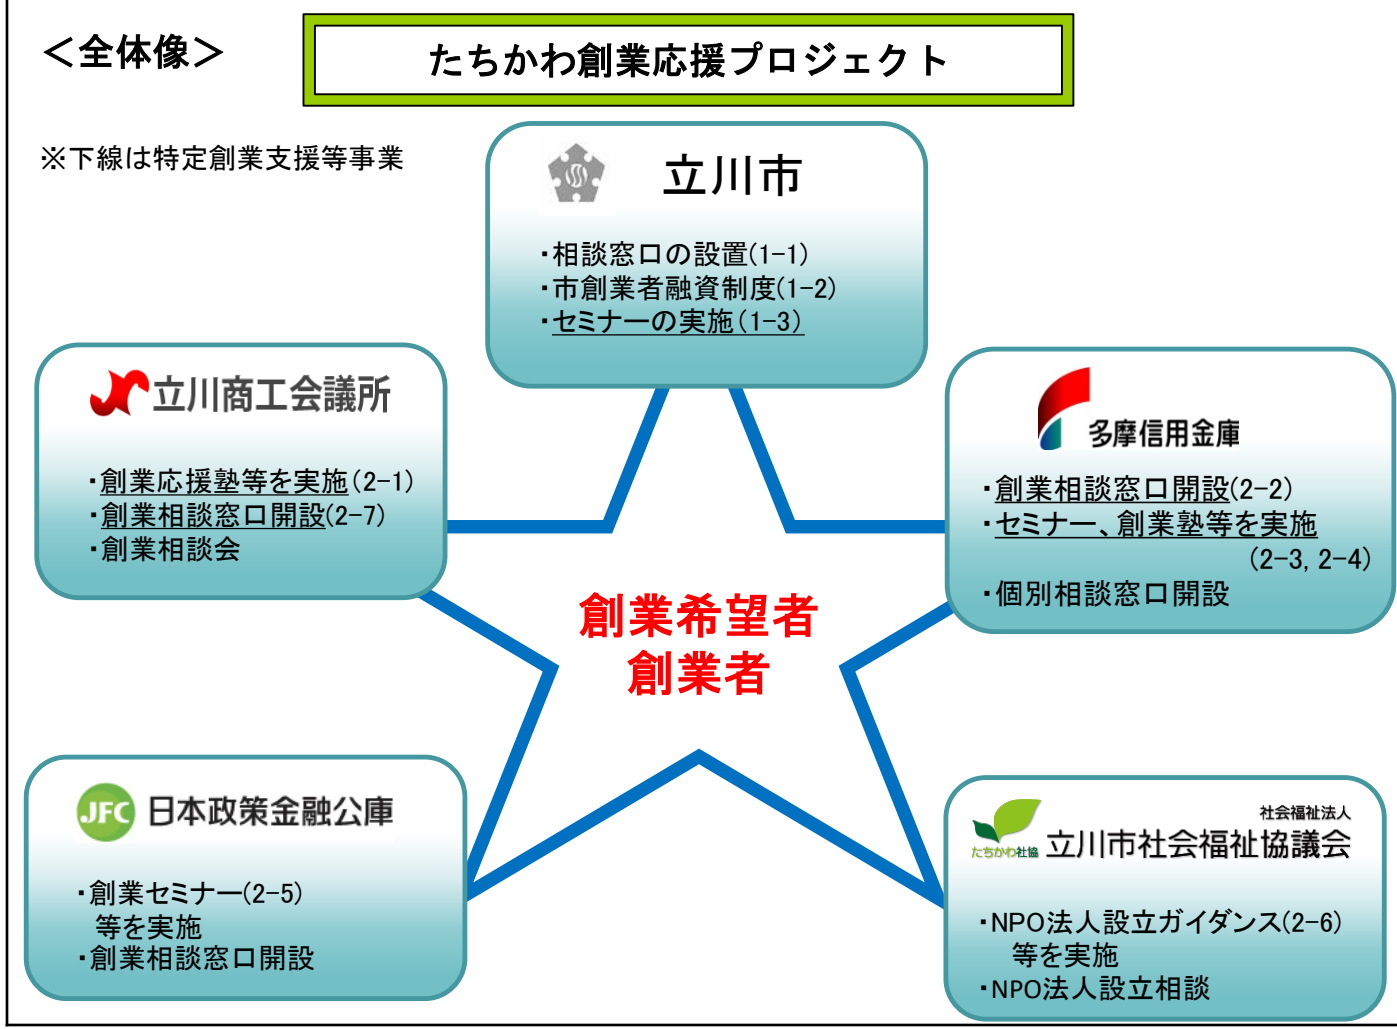 ＜全体像＞
たちかわ創業応援プロジェクト
※下線は特定創業支援等事業
立川市
・相談窓口の設置(1-1)
・市創業者融資制度(1-2)
・セミナーの実施(1-3)
立川商工会議所
・創業応援塾等を実施(2-1)
・創業相談窓口開設(2-7)
・創業相談会
多摩信用金庫
・創業相談窓口開設(2-2)
・セミナー、創業塾等を実施
(2-3, 2-4)
・個別相談窓口開設
創業希望者
創業者
JFC 日本政策金融公庫
・創業セミナー(2-5)
等を実施
・創業相談窓口開設
社会福祉法人
たちかわ社協 立川市社会福祉協議会
・NPO法人設立ガイダンス(2-6)
等を実施
・NPO法人設立相談